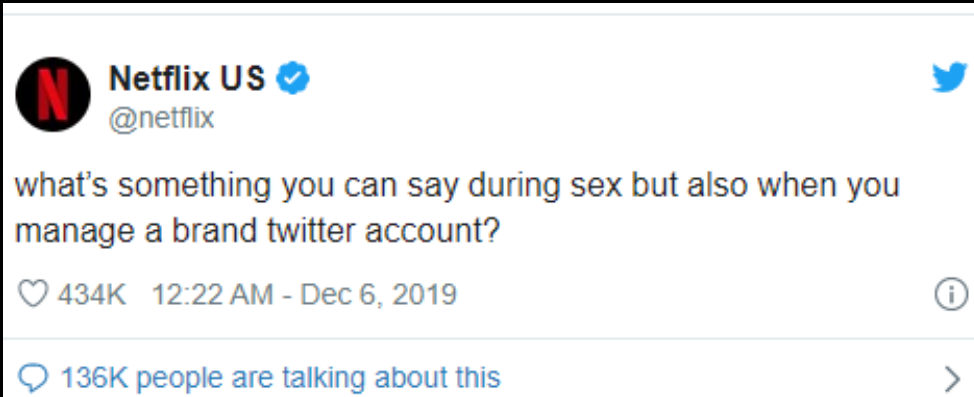 N
Netflix US
@netflix
what's something you can say during sex but also when you
manage a brand twitter account?
434K 12:22 AM - Dec 6, 2019
136K people are talking about this